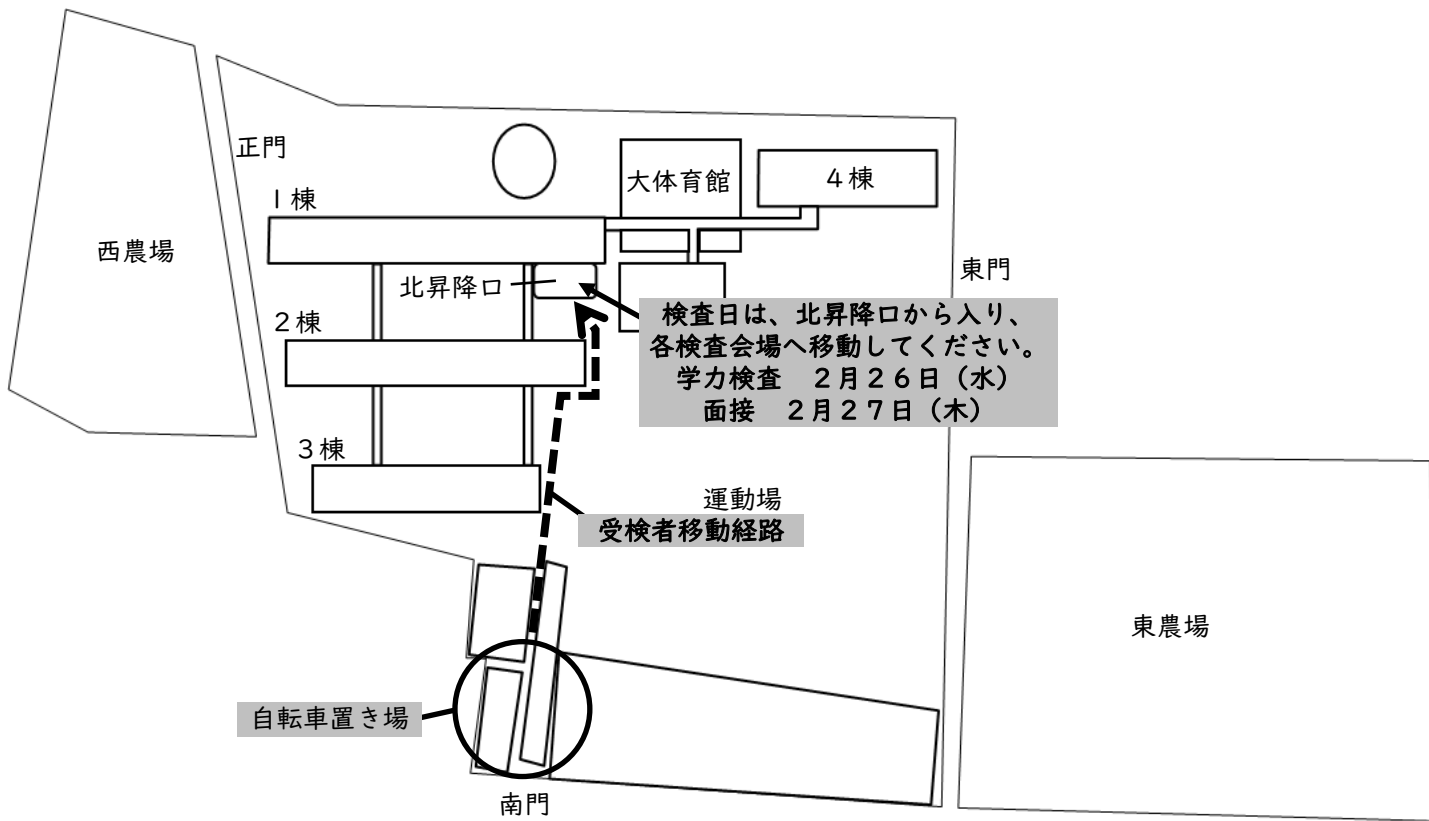 正門
1棟
大体育館
4棟
西農場
北昇降口
東門
2棟
検査日は、北昇降口から入り、
各検査会場へ移動してください。
学力検査　2月26日（水）
面接　2月27日（木）
3棟
運動場
受検者移動経路
東農場
自転車置き場
南門